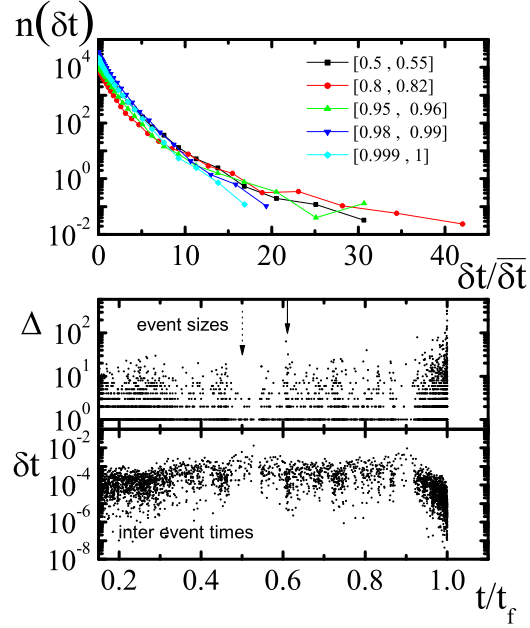 n(δt)
10^4
10^2
10^0
10^-2
[0.5 , 0.55]
[0.8 , 0.82]
[0.95 , 0.96]
[0.98 , 0.99]
[0.999 , 1]
0 10 20 30 40
δt/δt̅
Δ
event sizes
10^2
10^1
10^0
10^-2
δt
10^-4
10^-6
10^-8
inter event times
0.2 0.4 0.6 0.8 1.0
t/t_f